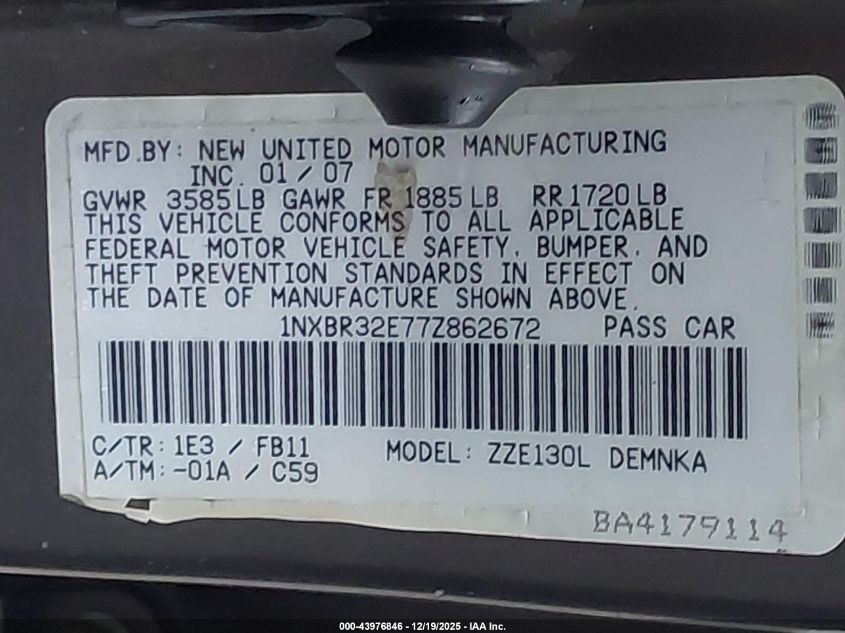 MFD.BY: NEW UNITED MOTOR MANUFACTURING
INC. 01/07
GVWR 3585LB GAWR FR 1885LB RR1720LB
THIS VEHICLE CONFORMS TO ALL APPLICABLE
FEDERAL MOTOR VEHICLE SAFETY, BUMPER, AND
THEFT PREVENTION STANDARDS IN EFFECT ON
THE DATE OF MANUFACTURE SHOWN ABOVE.
1NXBR32E77Z862672 PASS CAR
C/TR: 1E3 / FB11 MODEL: ZZE130L DEMNKA
A/TM:-01A / C59
BA4179114
000-43976846 - 12/19/2025 - IAA Inc.